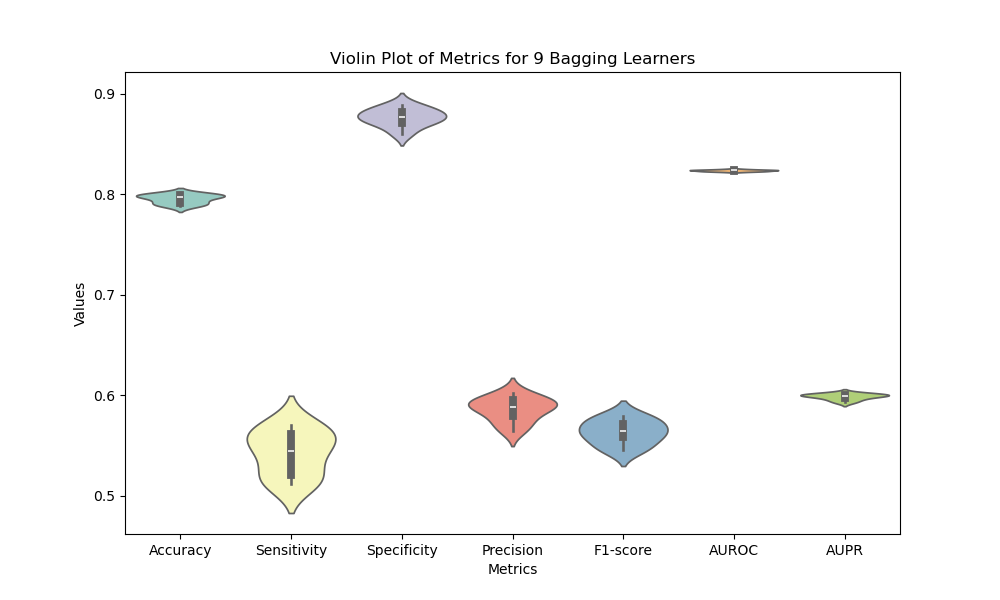 Violin Plot of Metrics for 9 Bagging Learners
0.9
0.8
0.7
0.6
0.5
Values
Accuracy Sensitivity Specificity Precision F1-score AUROC AUPR
Metrics